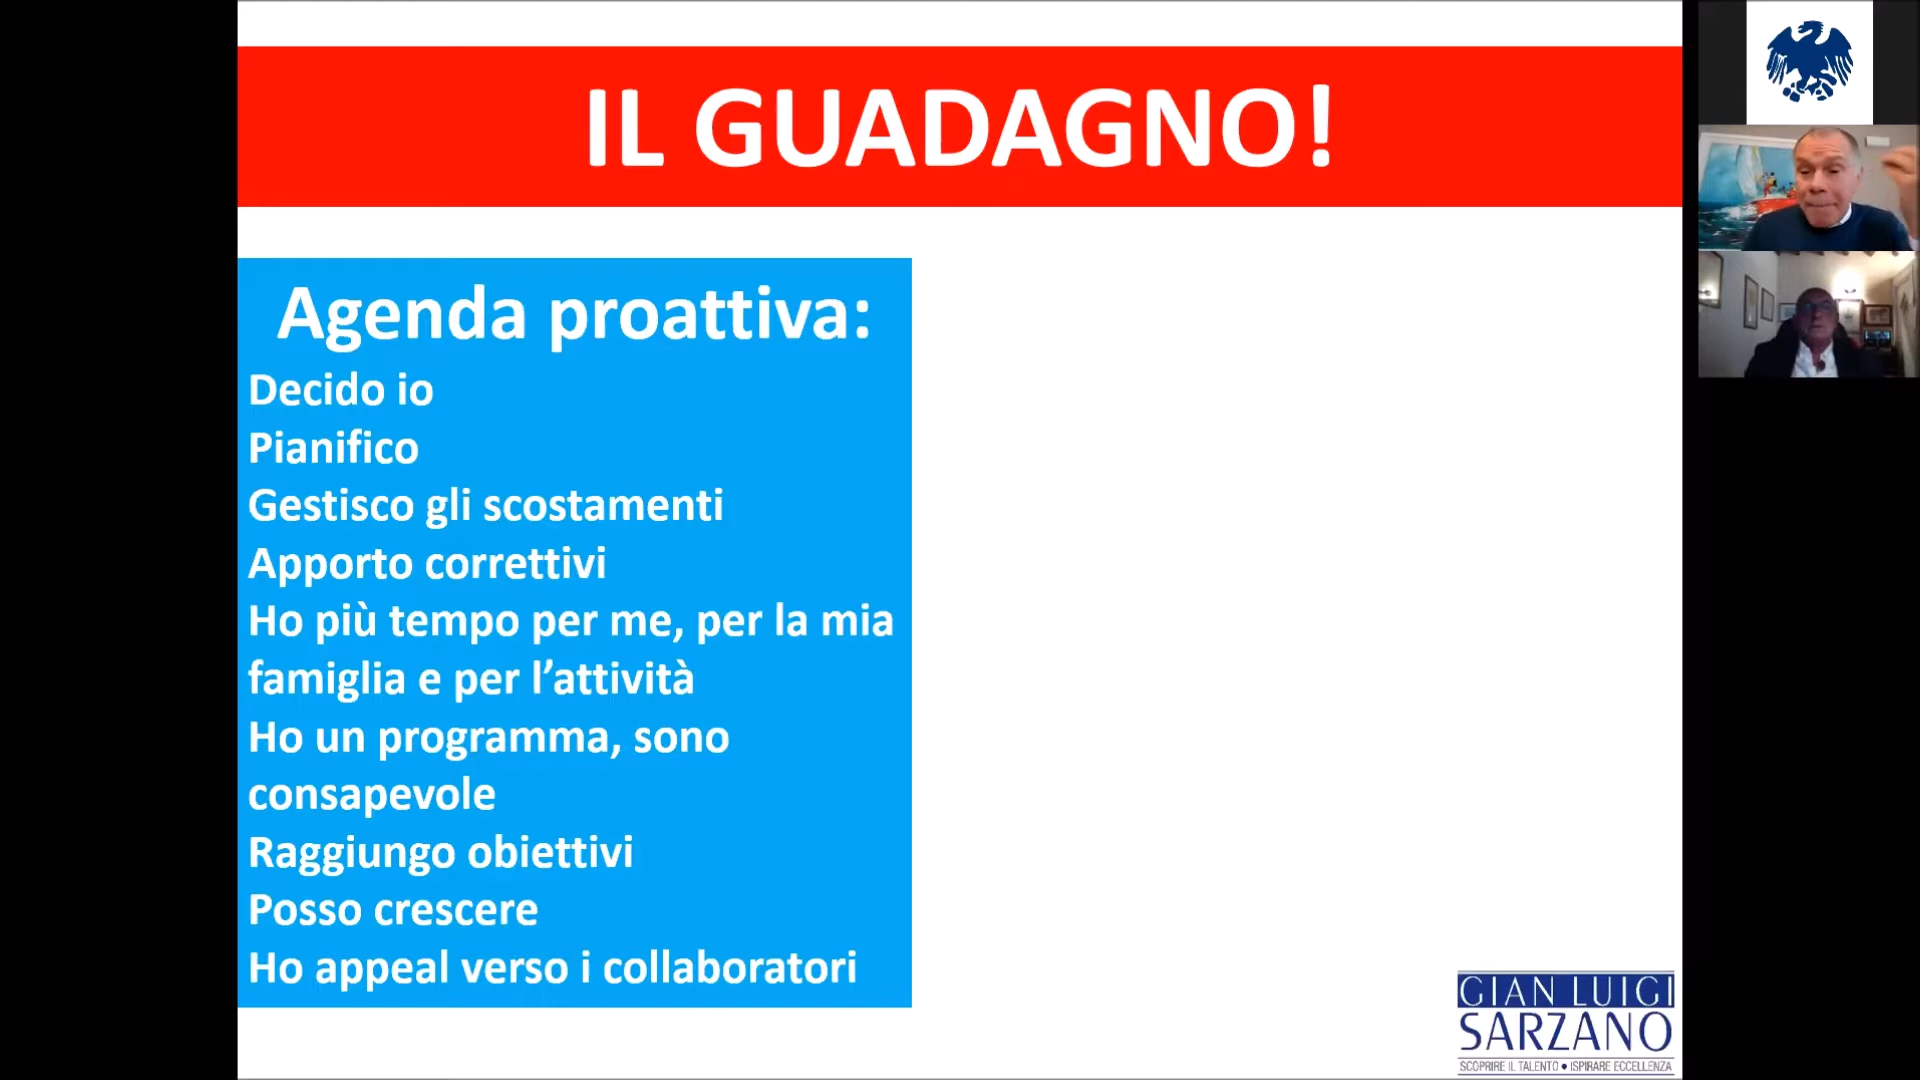 IL GUADAGNO!
Agenda proattiva:
Decido io
Pianifico
Gestisco gli scostamenti
Apporto correttivi
Ho più tempo per me, per la mia
famiglia e per l’attività
Ho un programma, sono
consapevole
Raggiungo obiettivi
Posso crescere
Ho appeal verso i collaboratori
GIAN LUIGI
SARZANO
SCOPRIRE IL TALENTO • ISPIRARE ECCELLENZA